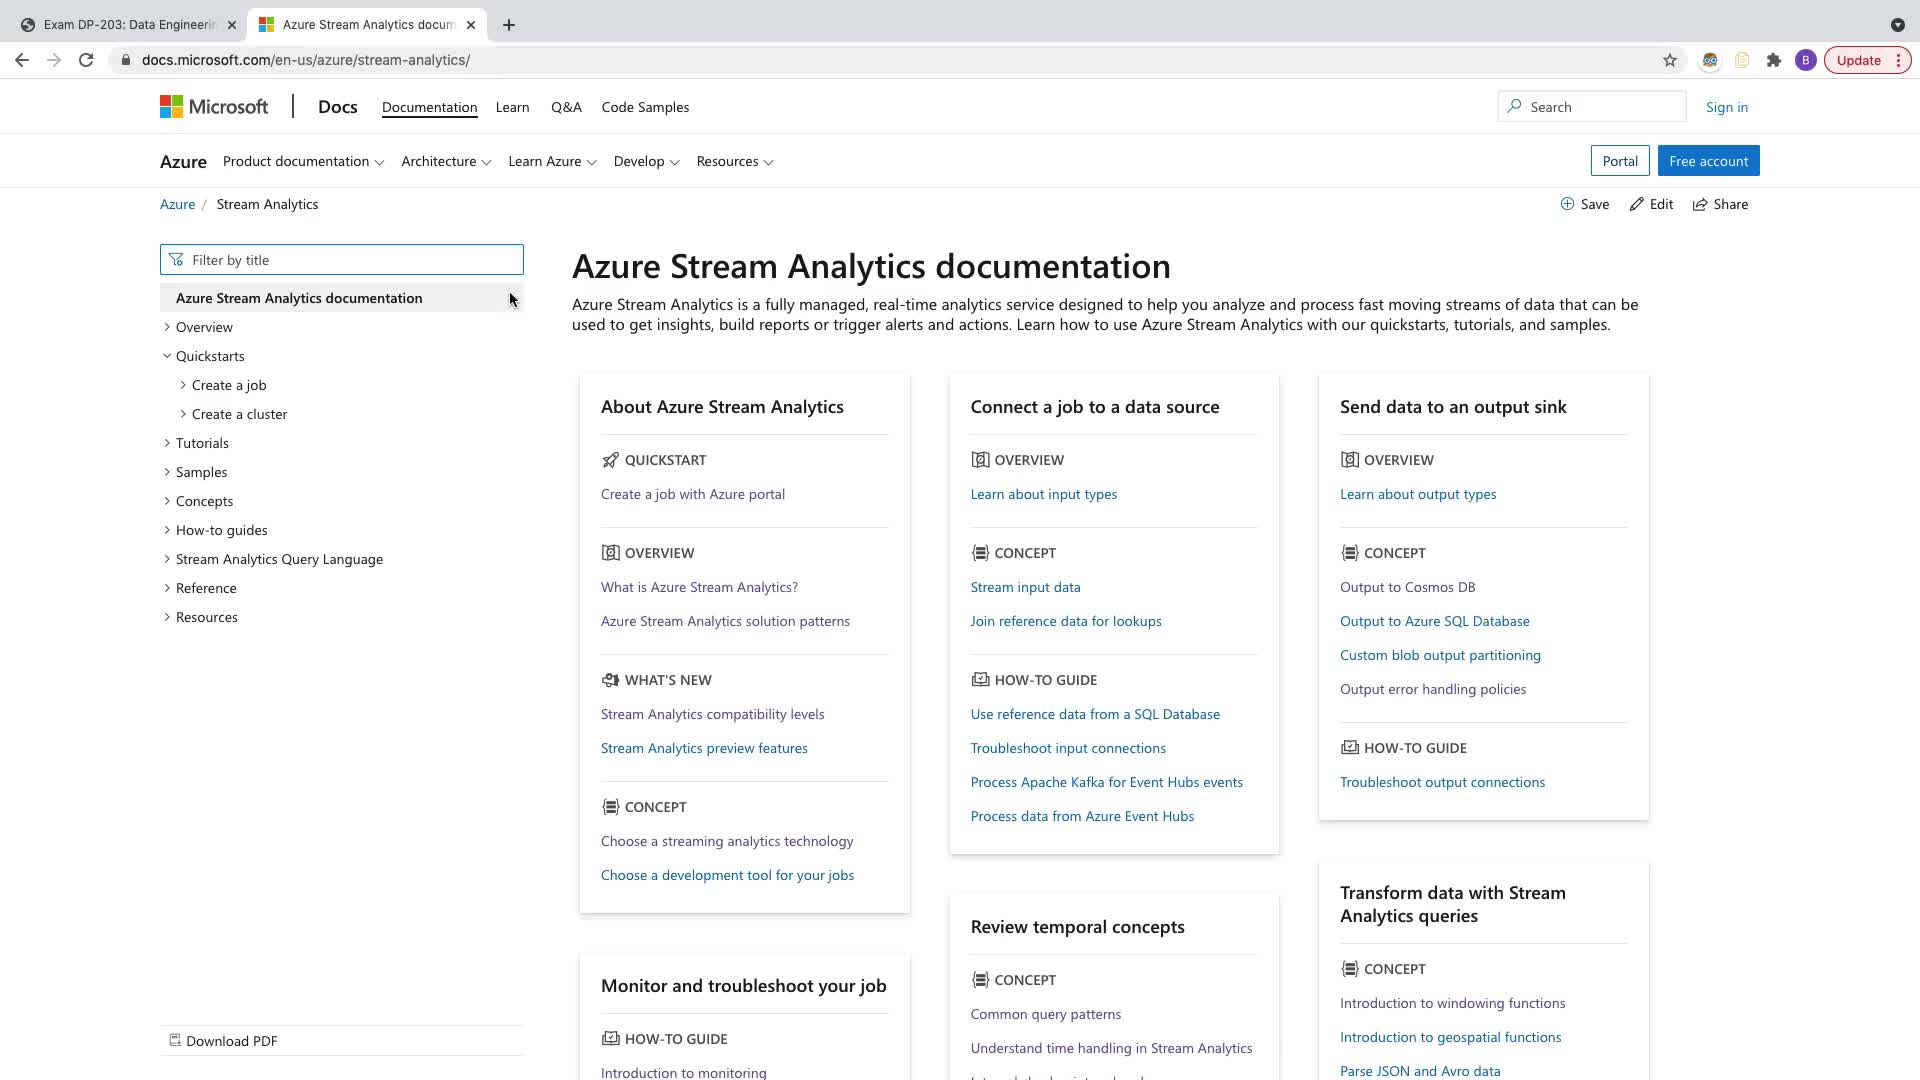 Exam DP-203: Data Engineerin
Azure Stream Analytics docum
docs.microsoft.com/en-us/azure/stream-analytics/
B
Update
Microsoft
Docs
Documentation
Learn
Q&A
Code Samples
Search
Sign in
Azure
Product documentation
Architecture
Learn Azure
Develop
Resources
Portal
Free account
Azure / Stream Analytics
Save
Edit
Share
Filter by title
Azure Stream Analytics documentation
Overview
Quickstarts
Create a job
Create a cluster
Tutorials
Samples
Concepts
How-to guides
Stream Analytics Query Language
Reference
Resources
Download PDF
Azure Stream Analytics documentation
Azure Stream Analytics is a fully managed, real-time analytics service designed to help you analyze and process fast moving streams of data that can be
used to get insights, build reports or trigger alerts and actions. Learn how to use Azure Stream Analytics with our quickstarts, tutorials, and samples.
About Azure Stream Analytics
QUICKSTART
Create a job with Azure portal
OVERVIEW
What is Azure Stream Analytics?
Azure Stream Analytics solution patterns
WHAT'S NEW
Stream Analytics compatibility levels
Stream Analytics preview features
CONCEPT
Choose a streaming analytics technology
Choose a development tool for your jobs
Monitor and troubleshoot your job
HOW-TO GUIDE
Introduction to monitoring
Connect a job to a data source
OVERVIEW
Learn about input types
CONCEPT
Stream input data
Join reference data for lookups
HOW-TO GUIDE
Use reference data from a SQL Database
Troubleshoot input connections
Process Apache Kafka for Event Hubs events
Process data from Azure Event Hubs
Review temporal concepts
CONCEPT
Common query patterns
Understand time handling in Stream Analytics
Send data to an output sink
OVERVIEW
Learn about output types
CONCEPT
Output to Cosmos DB
Output to Azure SQL Database
Custom blob output partitioning
Output error handling policies
HOW-TO GUIDE
Troubleshoot output connections
Transform data with Stream
Analytics queries
CONCEPT
Introduction to windowing functions
Introduction to geospatial functions
Parse JSON and Avro data